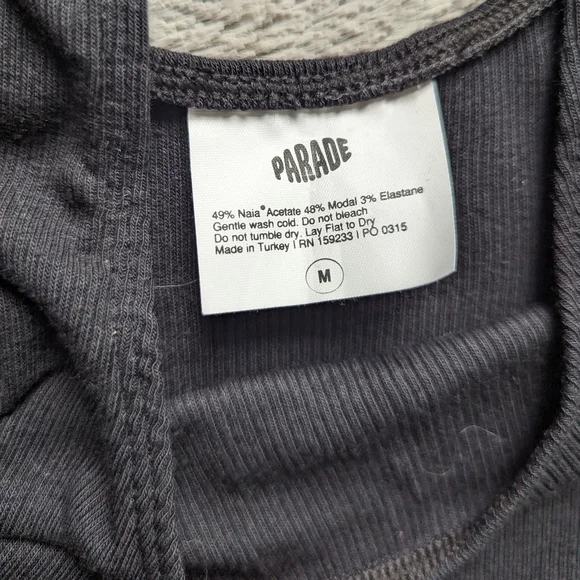 PARADE
49% Naia® Acetate 48% Modal 3% Elastane
Gentle wash cold. Do not bleach
Do not tumble dry. Lay Flat to Dry
Made in Turkey | RN 159233 | PO 0315
M